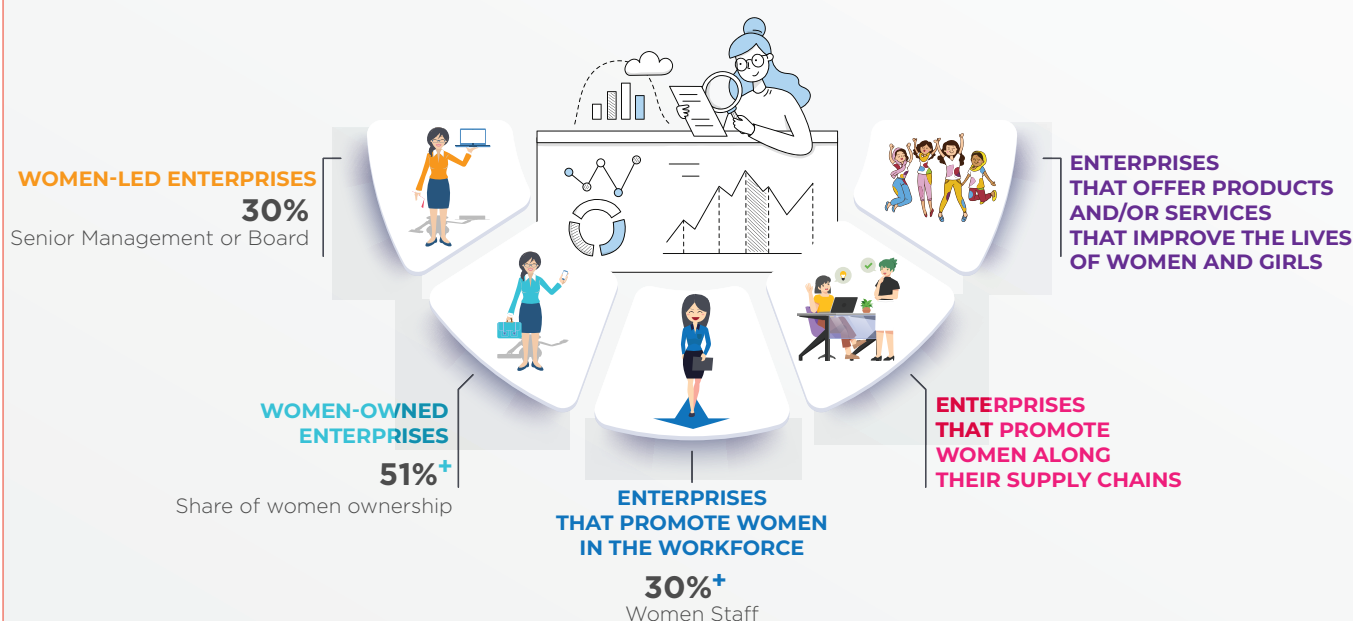 WOMEN-LED ENTERPRISES
30%
Senior Management or Board
WOMEN-OWNED
ENTERPRISES
51%+
Share of women ownership
ENTERPRISES
THAT PROMOTE WOMEN
IN THE WORKFORCE
30%+
Women Staff
ENTERPRISES
THAT PROMOTE
WOMEN ALONG
THEIR SUPPLY CHAINS
ENTERPRISES
THAT OFFER PRODUCTS
AND/OR SERVICES
THAT IMPROVE THE LIVES
OF WOMEN AND GIRLS